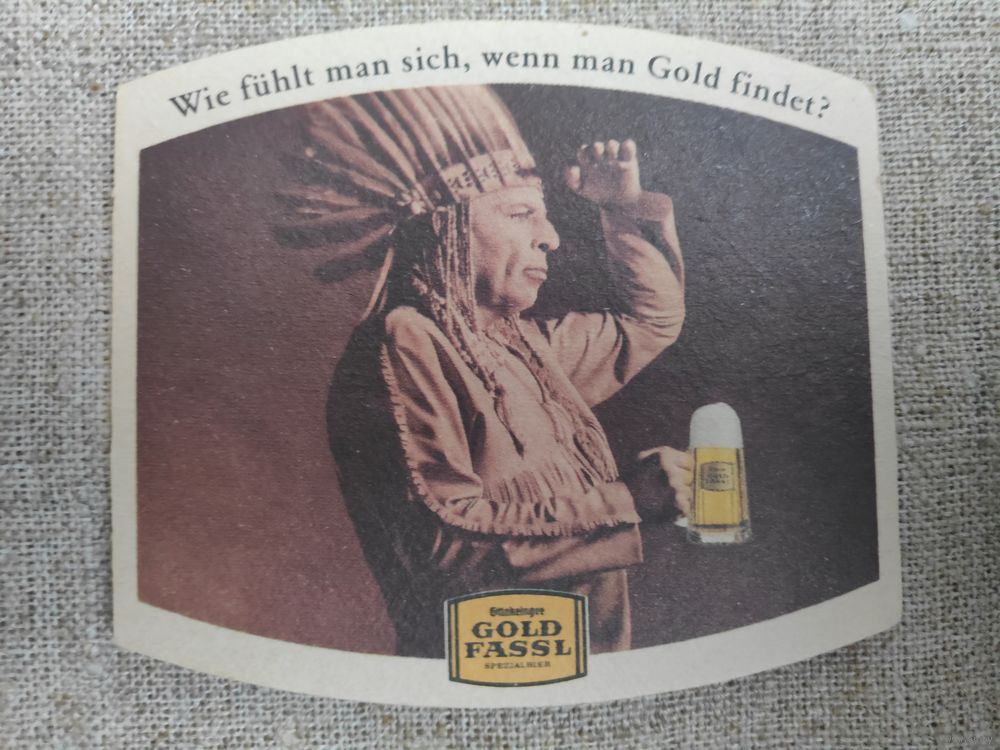 Wie fühlt man sich, wenn man Gold findet?
Ottakringer
GOLD
FASSL
SPEZIALBIER